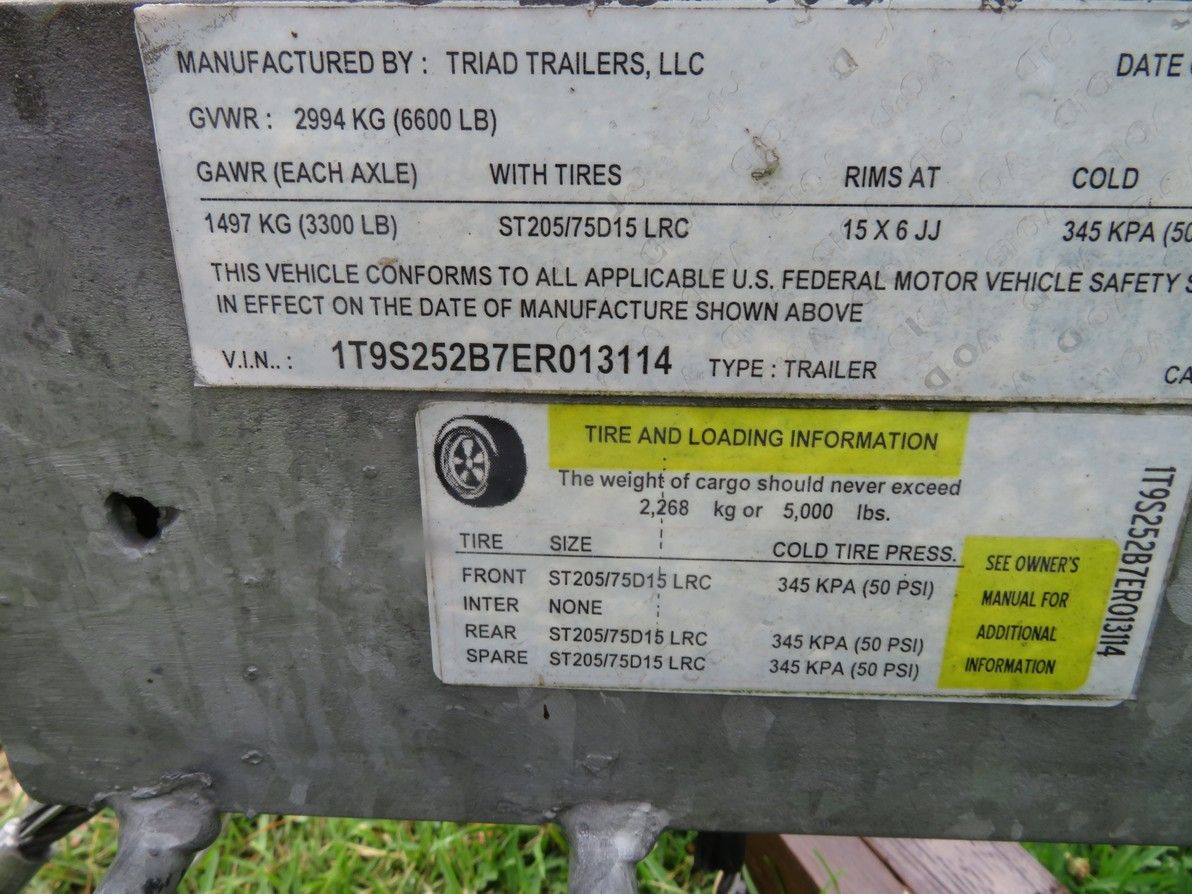 MANUFACTURED BY : TRIAD TRAILERS, LLC DATE
GVWR : 2994 KG (6600 LB)
GAWR (EACH AXLE) WITH TIRES RIMS AT COLD
1497 KG (3300 LB) ST205/75D15 LRC 15 X 6 JJ 345 KPA (50
THIS VEHICLE CONFORMS TO ALL APPLICABLE U.S. FEDERAL MOTOR VEHICLE SAFETY S
IN EFFECT ON THE DATE OF MANUFACTURE SHOWN ABOVE
V.I.N.. : 1T9S252B7ER013114 TYPE : TRAILER CA
TIRE AND LOADING INFORMATION
The weight of cargo should never exceed
2,268 kg or 5,000 lbs.
TIRE SIZE COLD TIRE PRESS.
FRONT ST205/75D15 LRC 345 KPA (50 PSI)
INTER NONE
REAR ST205/75D15 LRC 345 KPA (50 PSI)
SPARE ST205/75D15 LRC 345 KPA (50 PSI)
SEE OWNER'S
MANUAL FOR
ADDITIONAL
INFORMATION
1T9S252B7ER013114